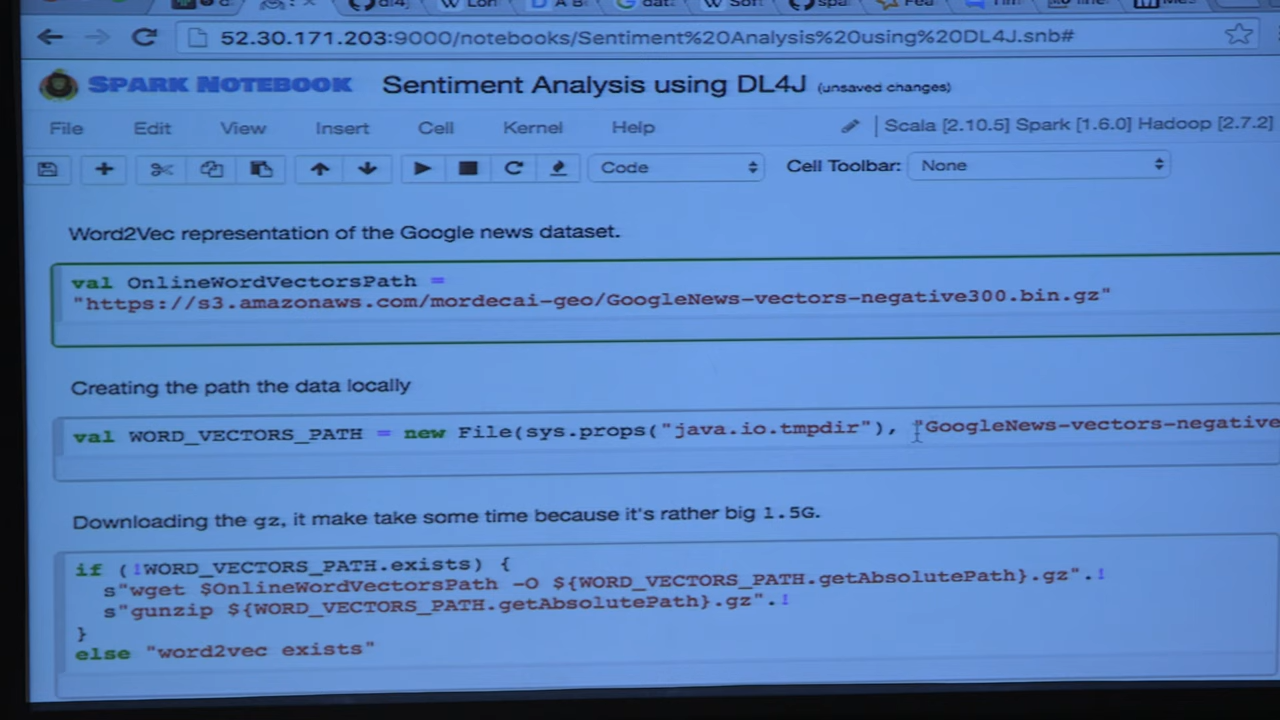 52.30.171.203:9000/notebooks/Sentiment%20Analysis%20using%20DL4J.snb#
SPARK NOTEBOOK Sentiment Analysis using DL4J (unsaved changes)
File Edit View Insert Cell Kernel Help Scala [2.10.5] Spark [1.6.0] Hadoop [2.7.2]
Code Cell Toolbar: None
Word2Vec representation of the Google news dataset.
val OnlineWordVectorsPath =
"https://s3.amazonaws.com/mordecai-geo/GoogleNews-vectors-negative300.bin.gz"
Creating the path the data locally
val WORD_VECTORS_PATH = new File(sys.props("java.io.tmpdir"), "GoogleNews-vectors-negative
Downloading the gz, it make take some time because it's rather big 1.5G.
if (!WORD_VECTORS_PATH.exists) {
s"wget $OnlineWordVectorsPath -O ${WORD_VECTORS_PATH.getAbsolutePath}.gz".!
s"gunzip ${WORD_VECTORS_PATH.getAbsolutePath}.gz".!
}
else "word2vec exists"